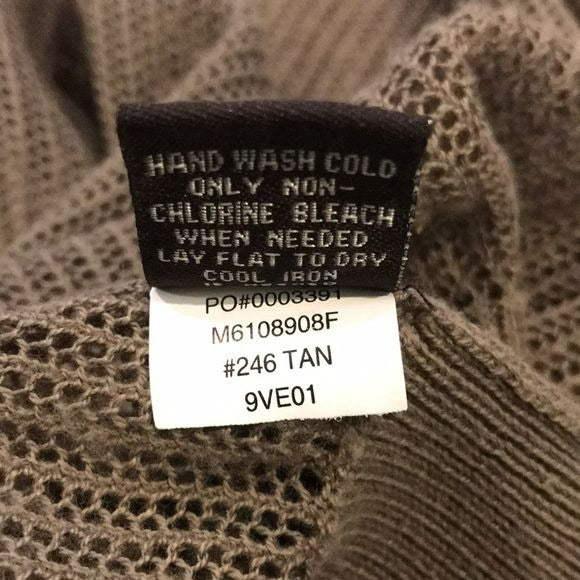 HAND WASH COLD
ONLY NON-
CHLORINE BLEACH
WHEN NEEDED
LAY FLAT TO DRY
COOL IRON
PO#0003391
M6108908F
#246 TAN
9VE01